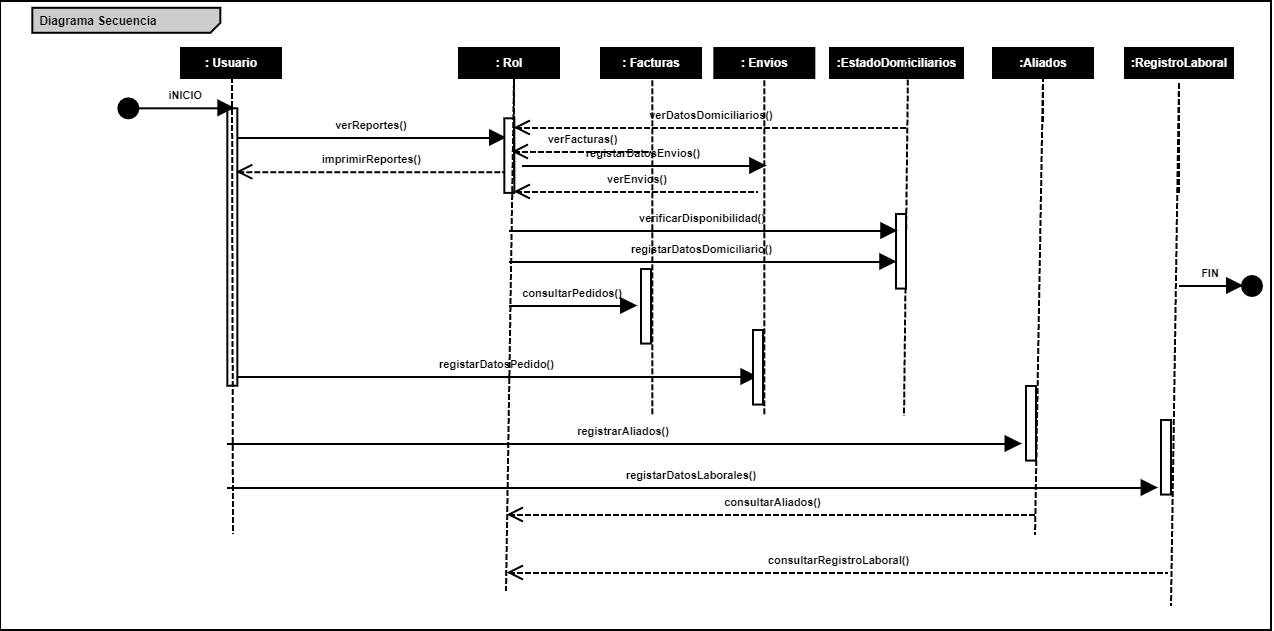 Diagrama Secuencia
: Usuario
: Rol
: Facturas
: Envios
:EstadoDomiciliarios
:Aliados
:RegistroLaboral
iNICIO
verDatosDomiciliarios()
verReportes()
verFacturas()
registarDatosEnvios()
imprimirReportes()
verEnvios()
verificarDisponibilidad()
registarDatosDomiciliario()
FIN
consultarPedidos()
registarDatosPedido()
registrarAliados()
registarDatosLaborales()
consultarAliados()
consultarRegistroLaboral()